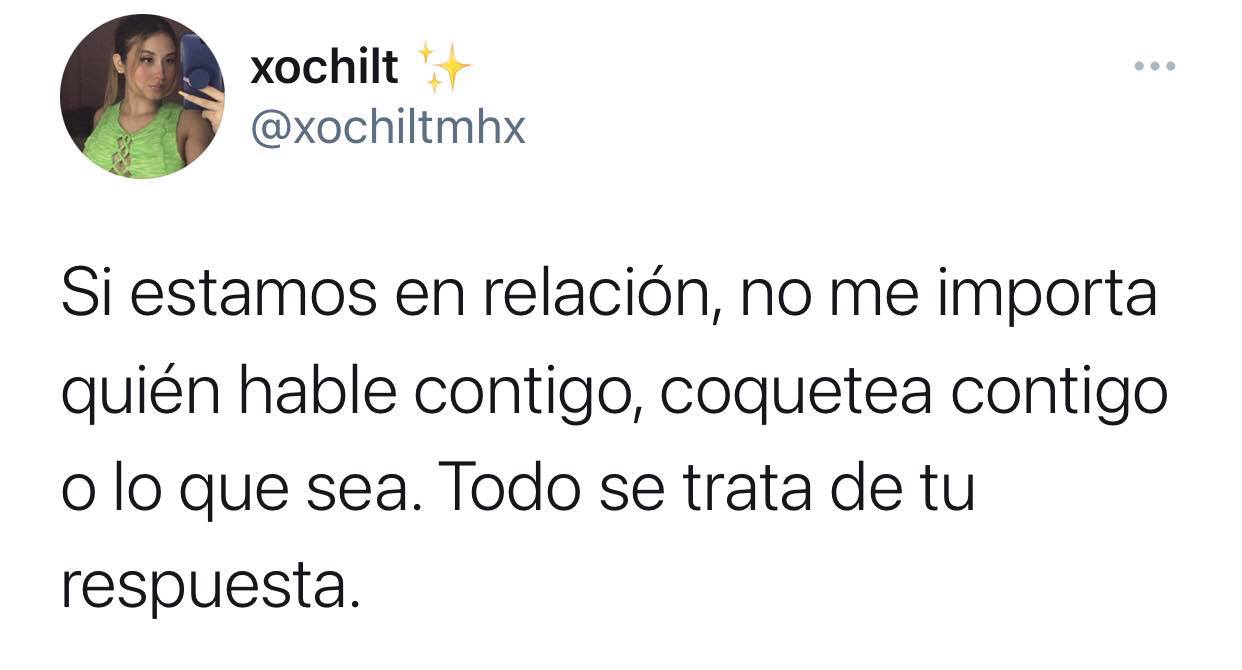 xochilt ✨
@xochiltmhx
Si estamos en relación, no me importa
quién hable contigo, coquetea contigo
o lo que sea. Todo se trata de tu
respuesta.